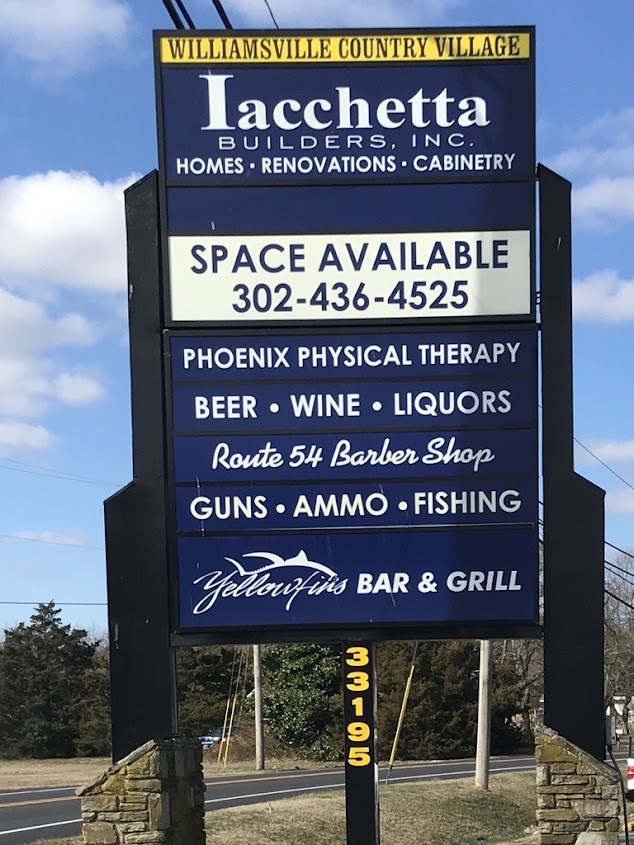 WILLIAMSVILLE COUNTRY VILLAGE
Iacchetta
BUILDERS, INC.
HOMES • RENOVATIONS • CABINETRY
SPACE AVAILABLE
302-436-4525
PHOENIX PHYSICAL THERAPY
BEER • WINE • LIQUORS
Route 54 Barber Shop
GUNS • AMMO • FISHING
Yellowfins BAR & GRILL
33195